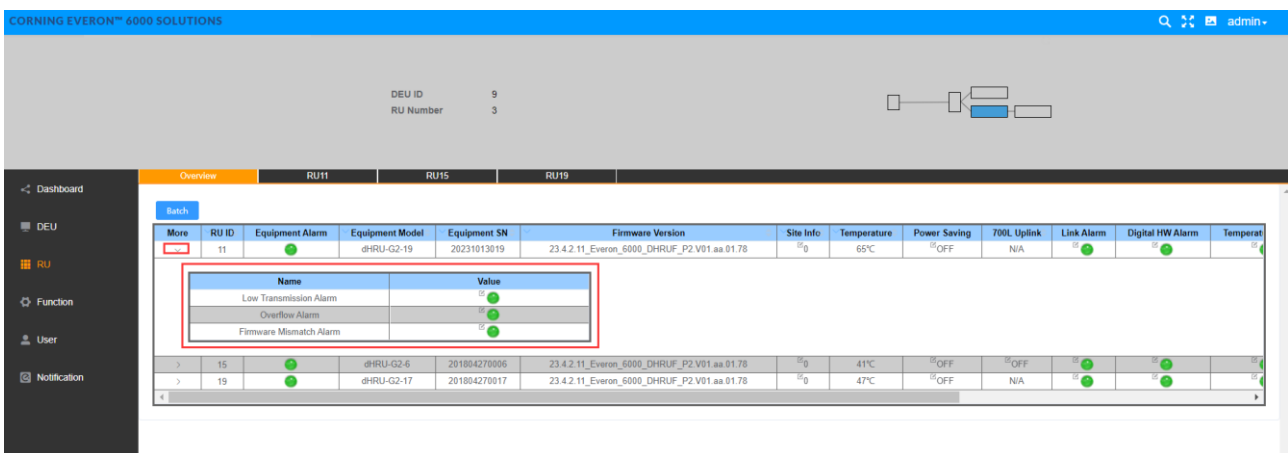 CORNING EVERON™ 6000 SOLUTIONS
admin
DEU ID 9
RU Number 3
Dashboard
DEU
RU
Function
User
Notification
Overview RU11 RU15 RU19
Batch
More RU ID Equipment Alarm Equipment Model Equipment SN Firmware Version Site Info Temperature Power Saving 700L Uplink Link Alarm Digital HW Alarm Temperat
11 dHRU-G2-19 20231013019 23.4.2.11_Everon_6000_DHRUF_P2.V01.aa.01.78 0 65℃ OFF N/A
Name Value
Low Transmission Alarm
Overflow Alarm
Firmware Mismatch Alarm
15 dHRU-G2-6 201804270006 23.4.2.11_Everon_6000_DHRUF_P2.V01.aa.01.78 0 41℃ OFF OFF
19 dHRU-G2-17 201804270017 23.4.2.11_Everon_6000_DHRUF_P2.V01.aa.01.78 0 47℃ OFF N/A